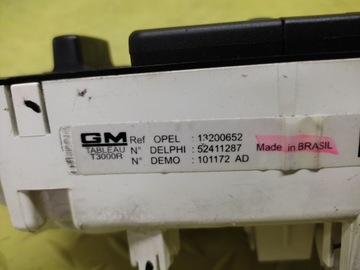 GM Ref OPEL : 13200652
TABLEAU N° DELPHI : 52411287 Made in BRASIL
T3000R N° DEMO : 101172 AD